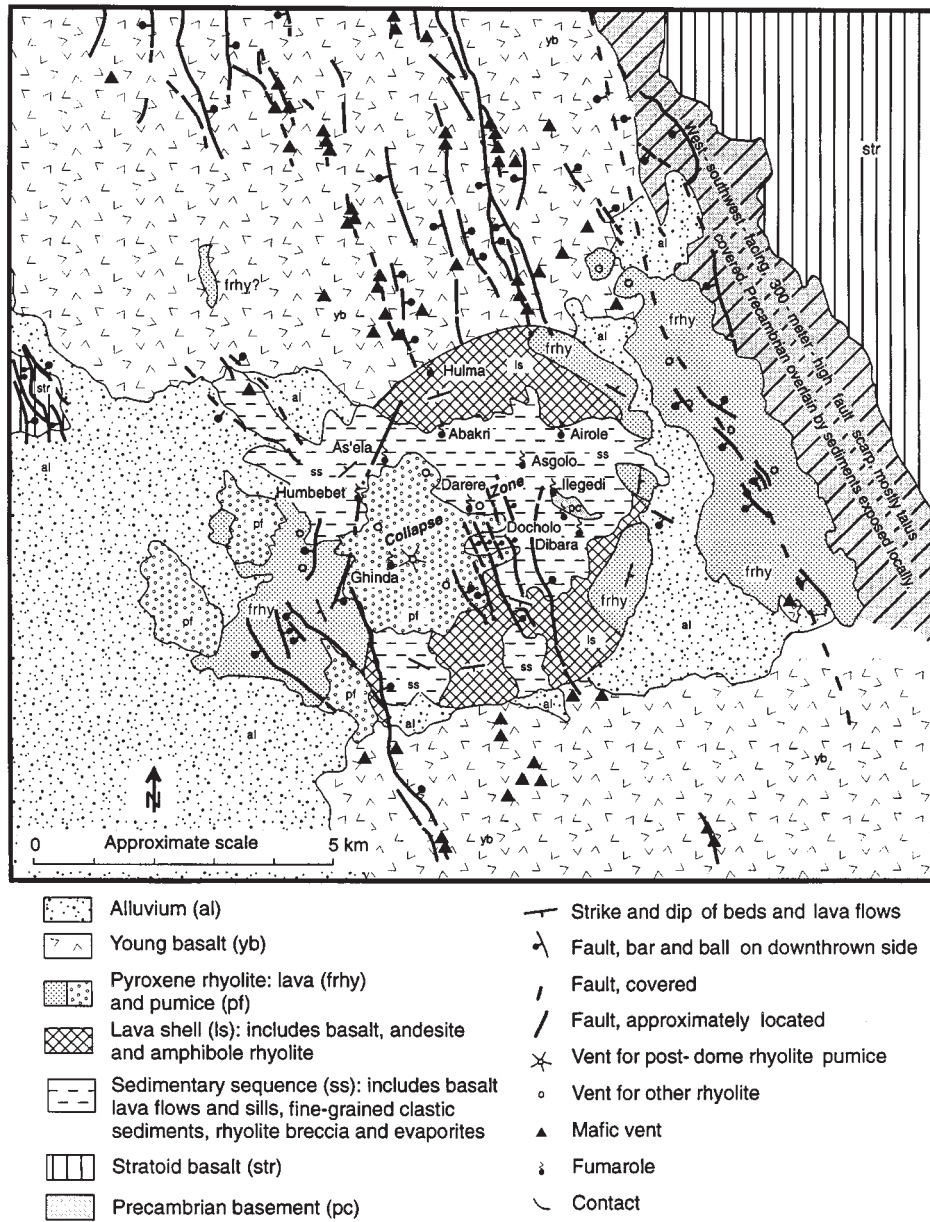 yb
str
West-southwest facing, 300 meter high fault scarp, mostly talus
covered. Precambrian overlain by sediments exposed locally
al
frhy?
yb
al
frhy
frhy
ls
Hulma
str
al
al
Abakri
Airole
As'ela
ss
ss
Asgolo
Darere
Zone
Ilegedi
Humbebet
pc
pf
Collapse
Docholo
Dibara
Ghinda
frhy
frhy
frhy
pf
pf
ls
al
ss
ss
pf
al
al
al
yb
N
yb
0 Approximate scale 5 km
Alluvium (al)
Young basalt (yb)
Pyroxene rhyolite: lava (frhy)
and pumice (pf)
Lava shell (ls): includes basalt, andesite
and amphibole rhyolite
Sedimentary sequence (ss): includes basalt
lava flows and sills, fine-grained clastic
sediments, rhyolite breccia and evaporites
Stratoid basalt (str)
Precambrian basement (pc)
Strike and dip of beds and lava flows
Fault, bar and ball on downthrown side
Fault, covered
Fault, approximately located
Vent for post-dome rhyolite pumice
Vent for other rhyolite
Mafic vent
Fumarole
Contact